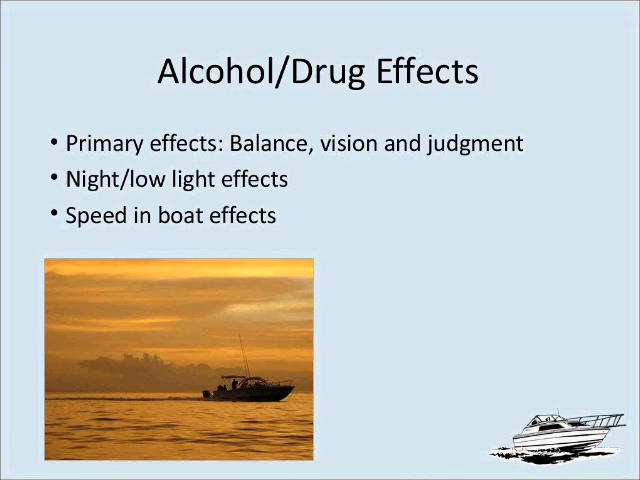 Alcohol/Drug Effects
• Primary effects: Balance, vision and judgment
• Night/low light effects
• Speed in boat effects